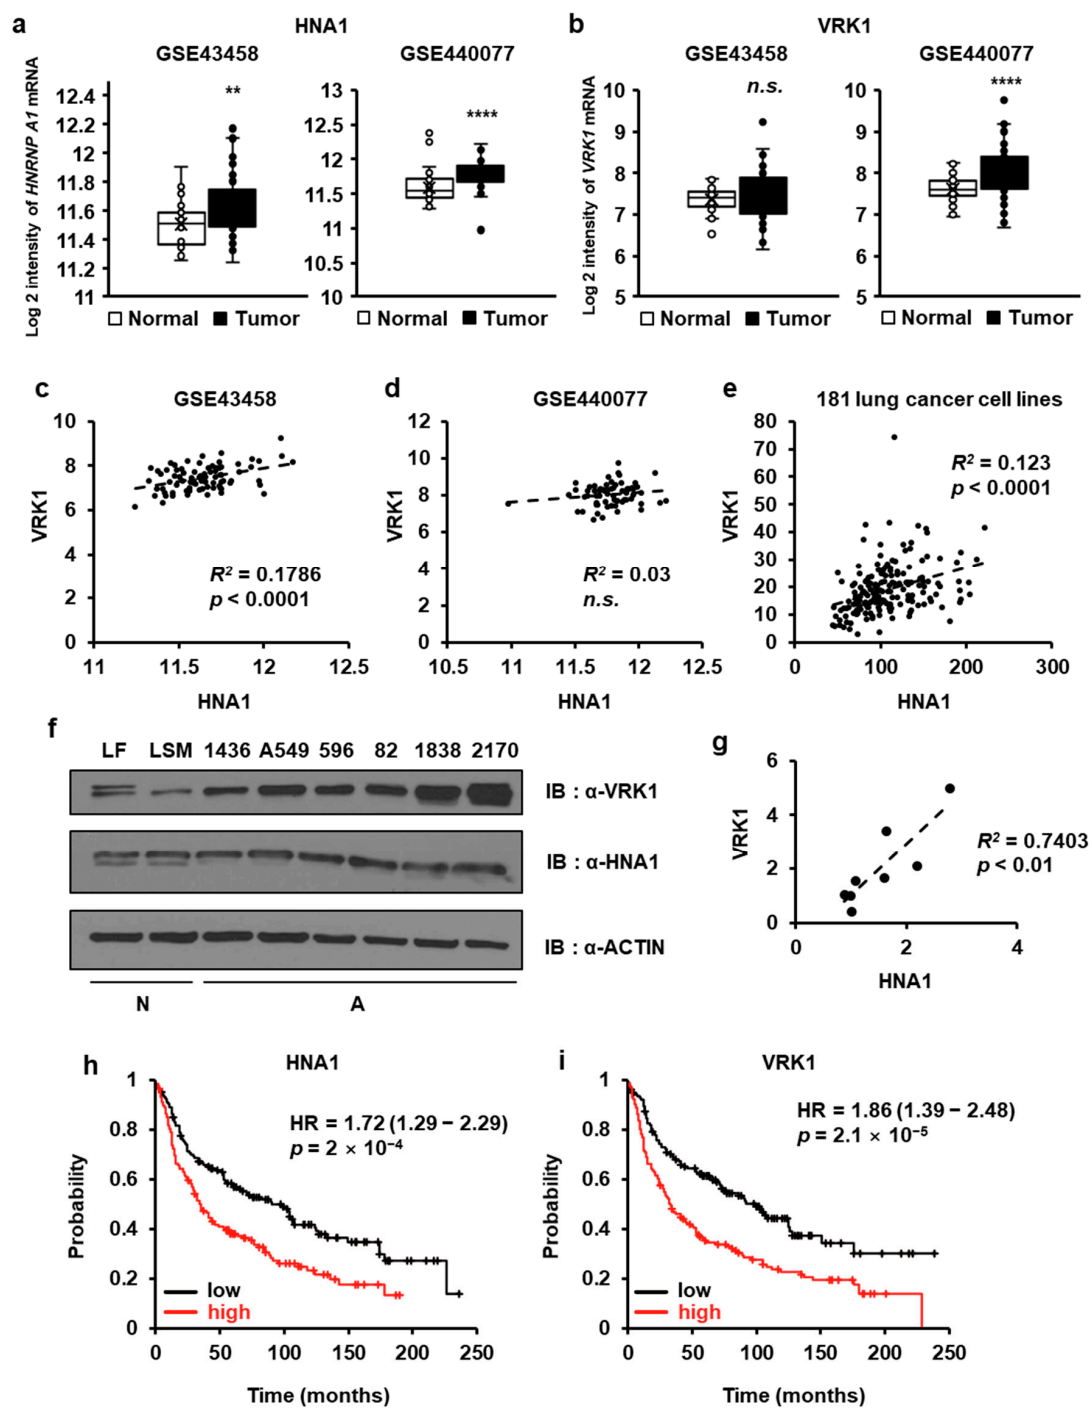 a
HNA1
GSE43458
GSE440077
Log 2 intensity of HNRNP A1 mRNA
12.4
12.2
12
11.8
11.6
11.4
11.2
11
**
13
12.5
12
11.5
11
10.5
10
****
Normal Tumor
Normal Tumor
b
VRK1
GSE43458
GSE440077
Log 2 intensity of VRK1 mRNA
10
9
8
7
6
5
n.s.
10
9
8
7
6
5
****
Normal Tumor
Normal Tumor
c
GSE43458
VRK1
10
8
6
4
2
0
R² = 0.1786
p < 0.0001
11 11.5 12 12.5
HNA1
d
GSE440077
VRK1
12
10
8
6
4
2
0
R² = 0.03
n.s.
10.5 11 11.5 12 12.5
HNA1
e
181 lung cancer cell lines
VRK1
80
70
60
50
40
30
20
10
0
R² = 0.123
p < 0.0001
0 100 200 300
HNA1
f
LF LSM 1436 A549 596 82 1838 2170
IB : α-VRK1
IB : α-HNA1
IB : α-ACTIN
N A
g
VRK1
6
4
2
0
R² = 0.7403
p < 0.01
0 2 4
HNA1
h
HNA1
Probability
1
0.8
0.6
0.4
0.2
0
HR = 1.72 (1.29 − 2.29)
p = 2 × 10⁻⁴
low
high
0 50 100 150 200 250
Time (months)
i
VRK1
Probability
1
0.8
0.6
0.4
0.2
0
HR = 1.86 (1.39 − 2.48)
p = 2.1 × 10⁻⁵
low
high
0 50 100 150 200 250
Time (months)